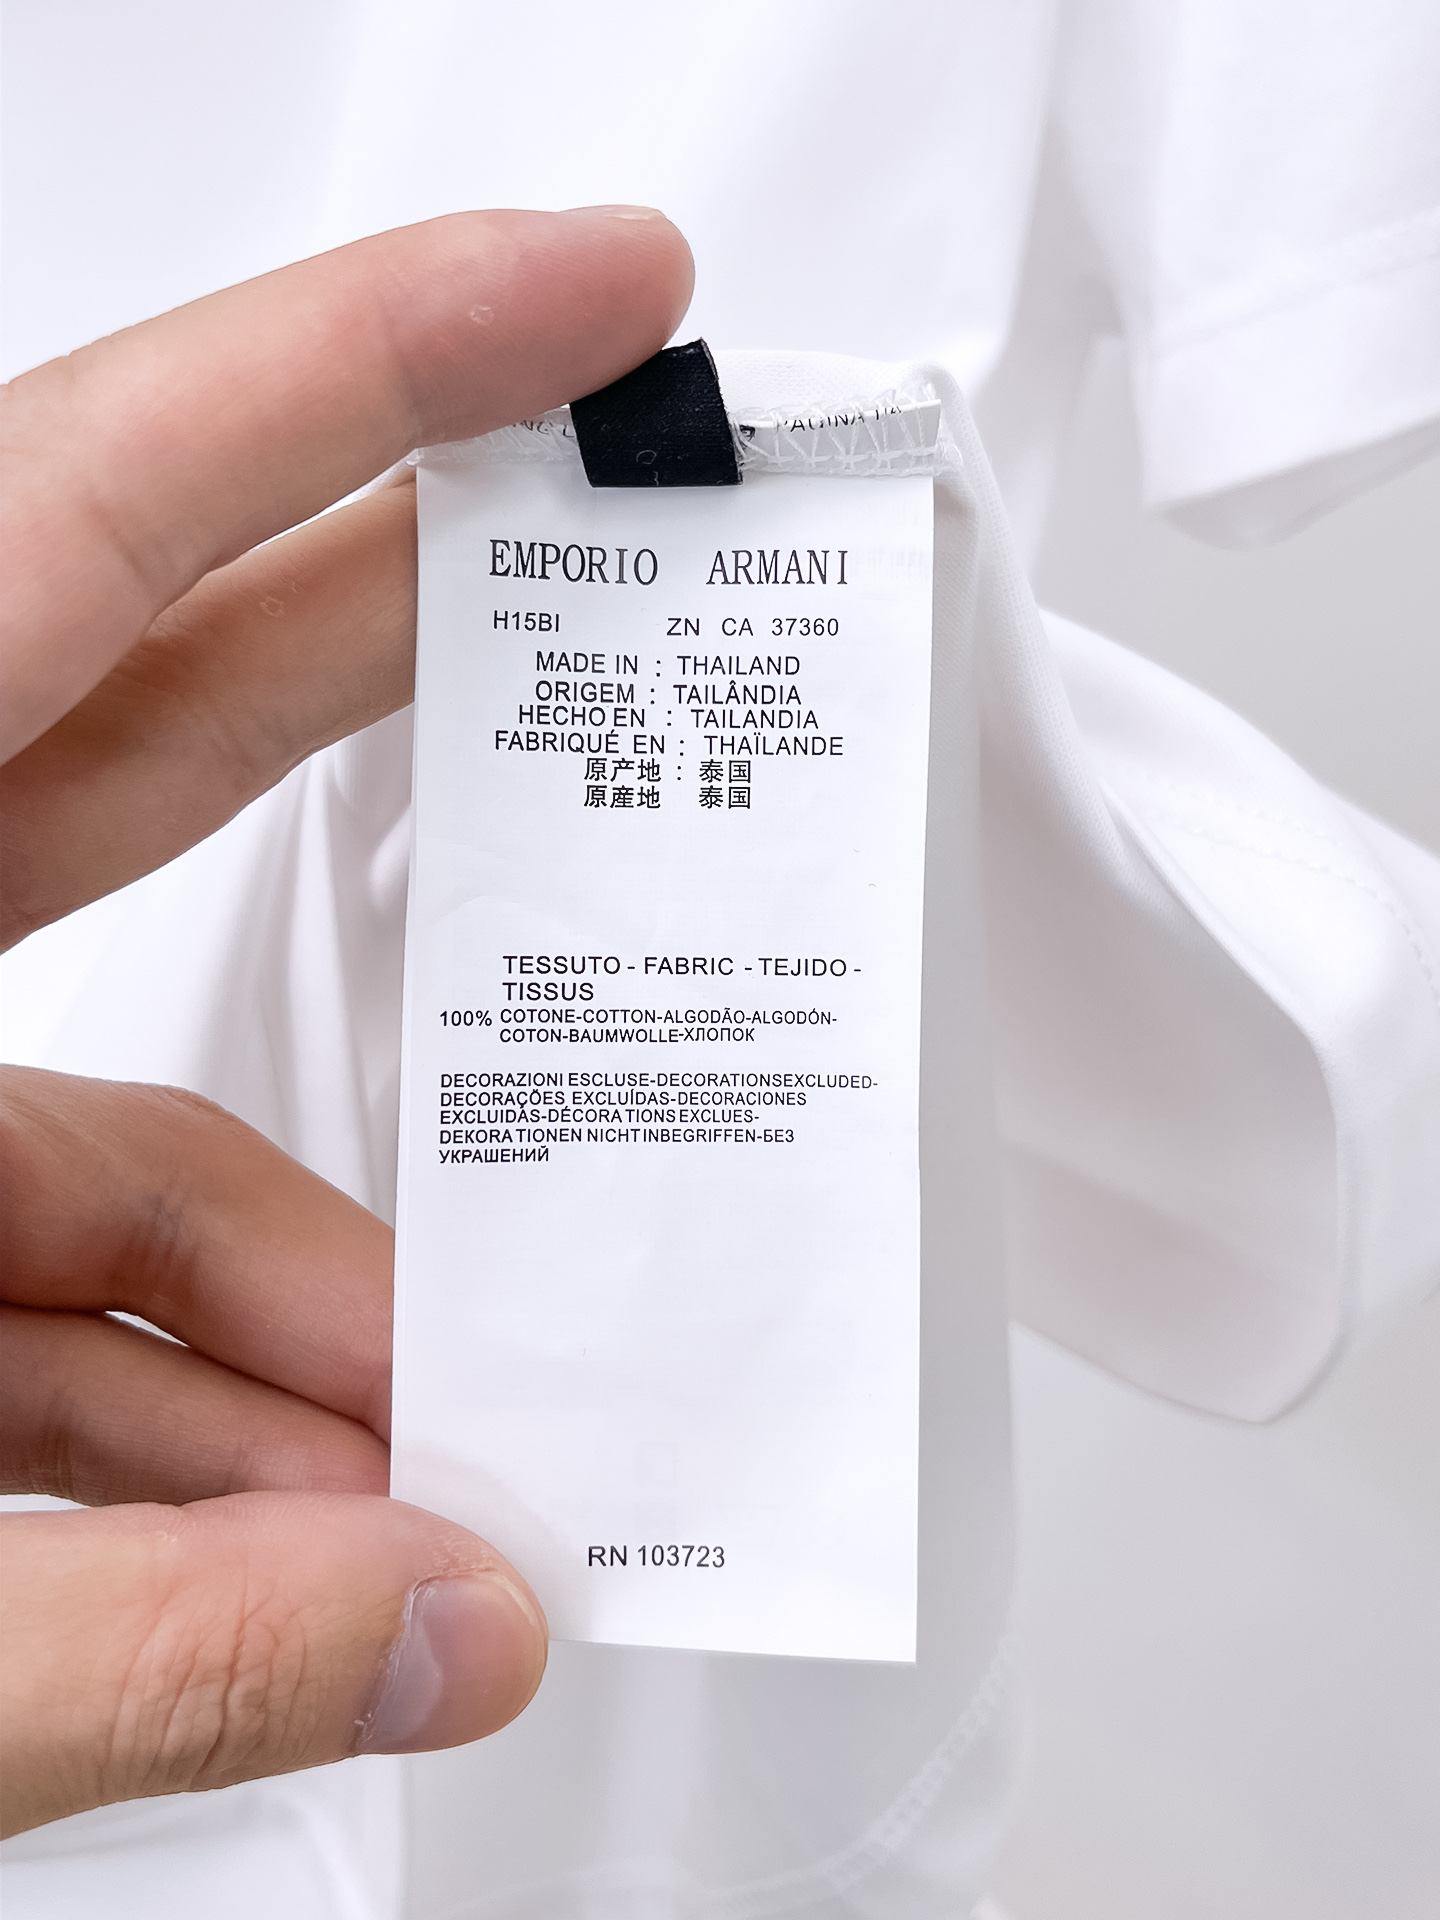 EMPORIO ARMANI
H15BI ZN CA 37360
MADE IN : THAILAND
ORIGEM : TAILÂNDIA
HECHO EN : TAILANDIA
FABRIQUÉ EN : THAÏLANDE
原产地 : 泰国
原産地 泰国
TESSUTO - FABRIC - TEJIDO -
TISSUS
100% COTONE-COTTON-ALGODÃO-ALGODÓN-
COTON-BAUMWOLLE-ХЛОПОК
DECORAZIONI ESCLUSE-DECORATIONSEXCLUDED-
DECORAÇÕES EXCLUÍDAS-DECORACIONES
EXCLUIDAS-DÉCORATIONS EXCLUES-
DEKORATIONEN NICHT INBEGRIFFEN-БЕЗ
УКРАШЕНИЙ
RN 103723